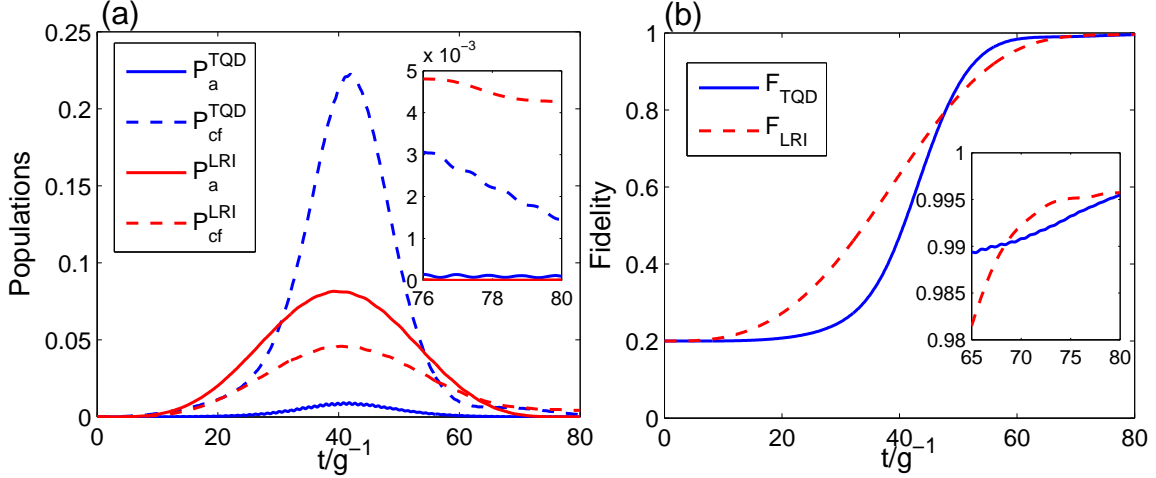 (a)
0.25
0.2
0.15
0.1
0.05
0
Populations
P_a^TQD
P_cf^TQD
P_a^LRI
P_cf^LRI
x 10⁻³
5
4
3
2
1
0
76 78 80
0 20 40 60 80
t/g⁻¹
(b)
1
0.8
0.6
0.4
0.2
0
Fidelity
F_TQD
F_LRI
1
0.995
0.99
0.985
0.98
65 70 75 80
0 20 40 60 80
t/g⁻¹